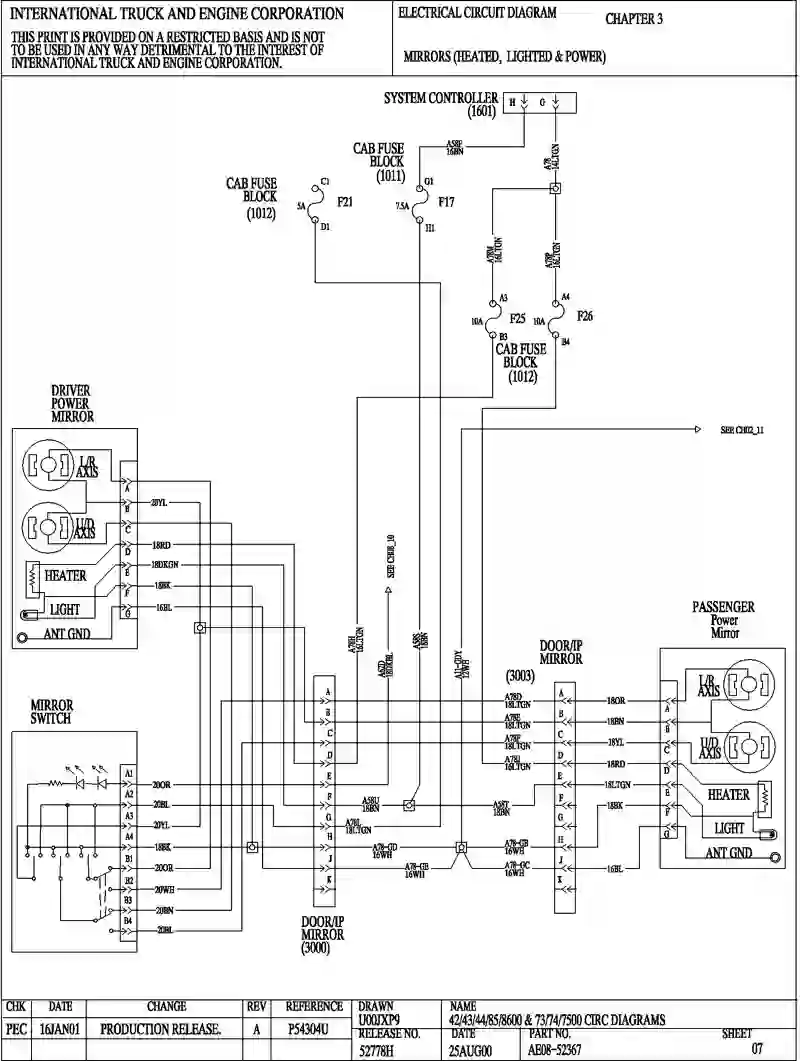 INTERNATIONAL TRUCK AND ENGINE CORPORATION
THIS PRINT IS PROVIDED ON A RESTRICTED BASIS AND IS NOT
TO BE USED IN ANY WAY DETRIMENTAL TO THE INTEREST OF
INTERNATIONAL TRUCK AND ENGINE CORPORATION.
ELECTRICAL CIRCUIT DIAGRAM
CHAPTER 3
MIRRORS (HEATED, LIGHTED & POWER)
SYSTEM CONTROLLER
(1601)
H G
A58F
16BN
A78
14LTGN
CAB FUSE
BLOCK
(1011)
G1
7.5A
F17
H1
CAB FUSE
BLOCK
(1012)
C1
5A
F21
D1
A78M
16LTGN
A78P
16LTGN
A3
10A
F25
B3
A4
10A
F26
B4
CAB FUSE
BLOCK
(1012)
SEE CH02_11
DRIVER
POWER
MIRROR
L/R
AXIS
U/D
AXIS
HEATER
LIGHT
ANT GND
A
B
C
D
E
F
G
20YL
18RD
18DKGN
18BK
16BL
A78H
16LTGN
SEE CH08_10
A58S
18BN
12WH
DOOR/IP
MIRROR
(3003)
PASSENGER
Power
Mirror
L/R
AXIS
U/D
AXIS
HEATER
LIGHT
ANT GND
A
B
C
D
E
F
G
18OR
18BN
18YL
18RD
18LTGN
18BK
16BL
A
B
C
D
E
F
G
H
J
K
A78D
18LTGN
A78E
18LTGN
A78F
18LTGN
A78J
16LTGN
A58T
18BN
A78-GB
16WH
A78-GC
16WH
A
B
C
D
E
F
G
H
J
K
A58U
18BN
A78L
18LTGN
A78-GD
16WH
A78-GE
16WH
DOOR/IP
MIRROR
(3000)
MIRROR
SWITCH
A1
A2
A3
A4
B1
B2
B3
B4
20OR
20BL
20YL
18BK
20OR
20WH
20BN
20BL
CHK DATE CHANGE REV REFERENCE
PEC 16JAN01 PRODUCTION RELEASE. A P54304U
DRAWN
U00JXP9
RELEASE NO.
52778H
NAME
42/43/44/85/8600 & 73/74/7500 CIRC DIAGRAMS
DATE
25AUG00
PART NO.
AE08-52367
SHEET
07